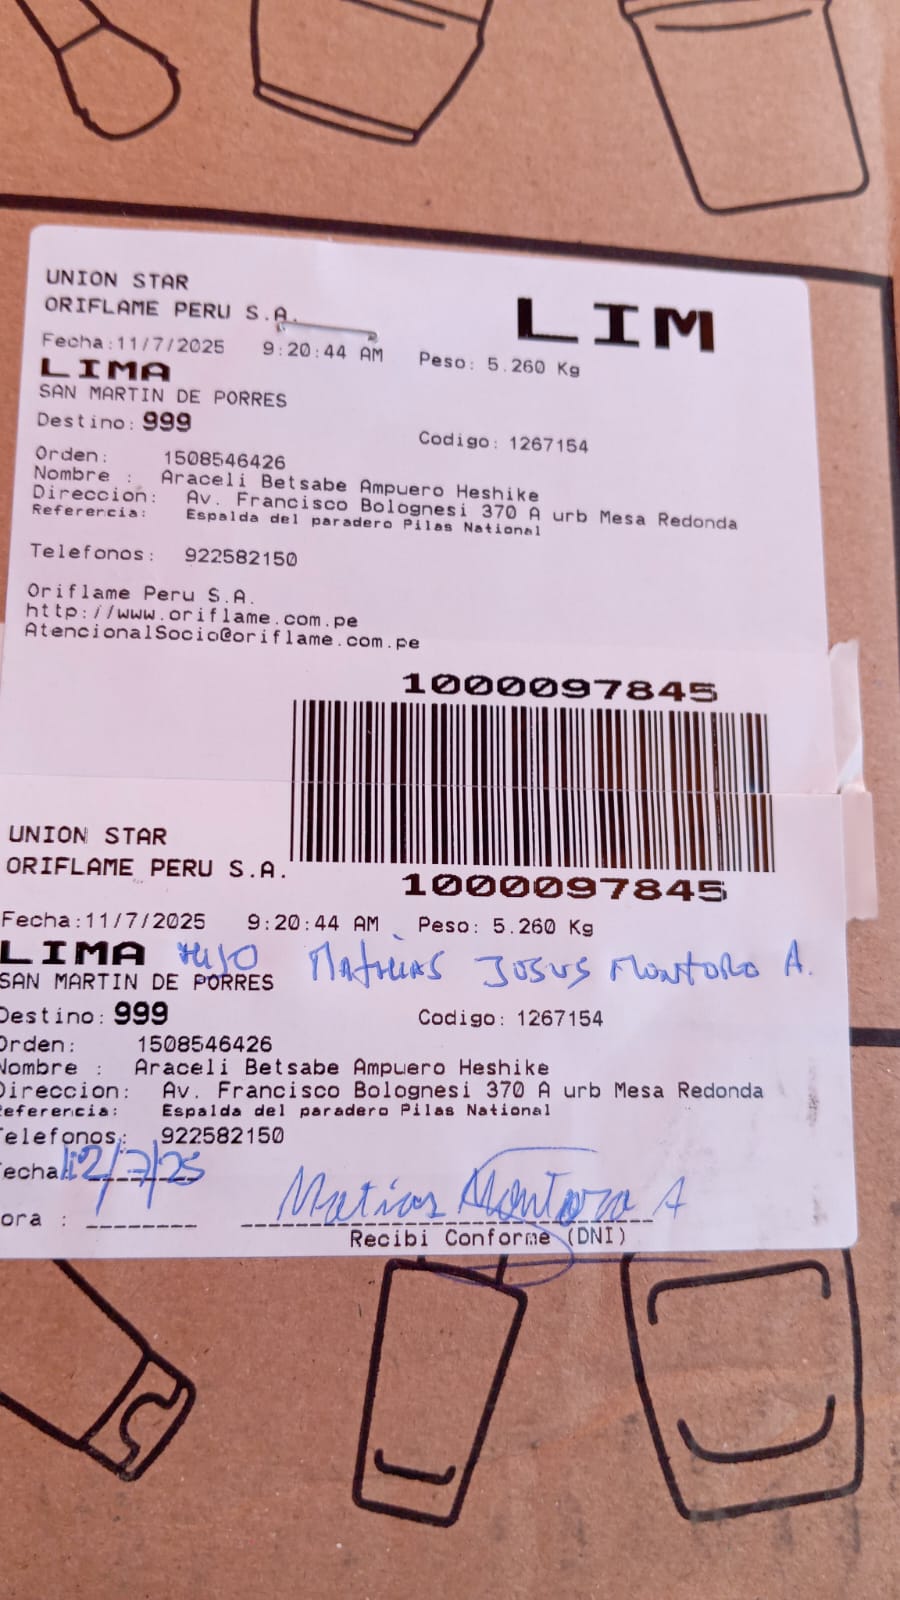 UNION STAR
ORIFLAME PERU S.A.
LIM
Fecha:11/7/2025 9:20:44 AM Peso: 5.260 Kg
LIMA
SAN MARTIN DE PORRES
Destino: 999
Codigo: 1267154
Orden: 1508546426
Nombre : Araceli Betsabe Ampuero Heshike
Direccion: Av. Francisco Bolognesi 370 A urb Mesa Redonda
Referencia: Espalda del paradero Pilas National
Telefonos: 922582150
Oriflame Peru S.A.
http://www.oriflame.com.pe
AtencionalSocio@oriflame.com.pe
1000097845
1000097845
UNION STAR
ORIFLAME PERU S.A.
Fecha:11/7/2025 9:20:44 AM Peso: 5.260 Kg
LIMA HIJO MATHIAS JOSUS MONTORO A.
SAN MARTIN DE PORRES
Destino: 999 Codigo: 1267154
Orden: 1508546426
Nombre : Araceli Betsabe Ampuero Heshike
Direccion: Av. Francisco Bolognesi 370 A urb Mesa Redonda
Referencia: Espalda del paradero Pilas National
Telefonos: 922582150
echa: 12/7/25 Matias Montoro A
ora :
Recibi Conforme (DNI)